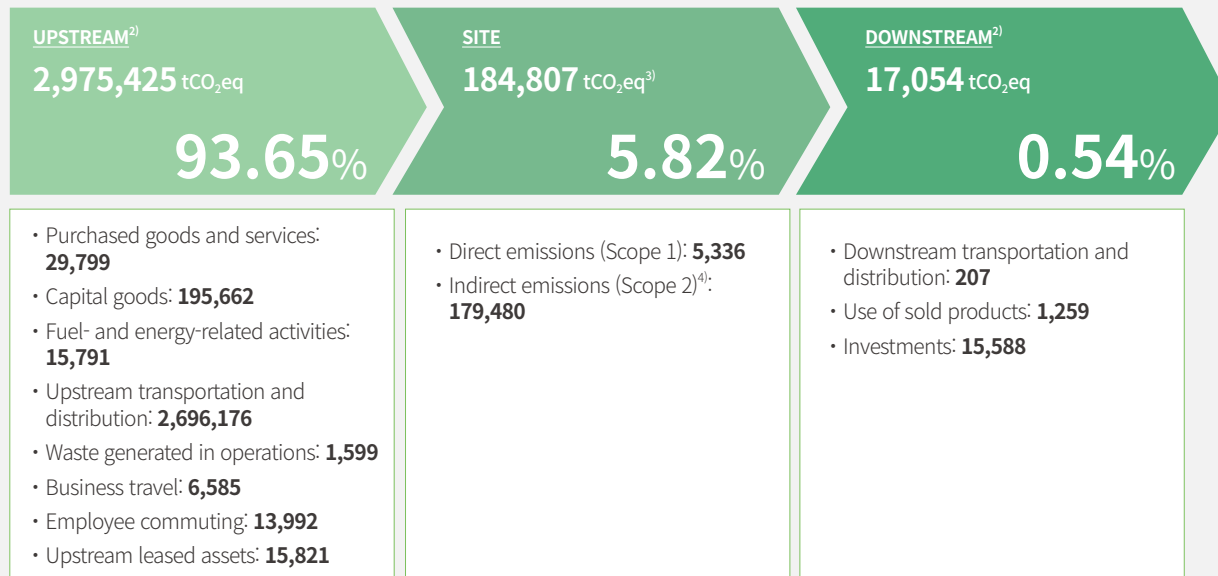 UPSTREAM2)
2,975,425 tCO₂eq
93.65%
• Purchased goods and services:
29,799
• Capital goods: 195,662
• Fuel- and energy-related activities:
15,791
• Upstream transportation and
distribution: 2,696,176
• Waste generated in operations: 1,599
• Business travel: 6,585
• Employee commuting: 13,992
• Upstream leased assets: 15,821
SITE
184,807 tCO₂eq3)
5.82%
• Direct emissions (Scope 1): 5,336
• Indirect emissions (Scope 2)4):
179,480
DOWNSTREAM2)
17,054 tCO₂eq
0.54%
• Downstream transportation and
distribution: 207
• Use of sold products: 1,259
• Investments: 15,588